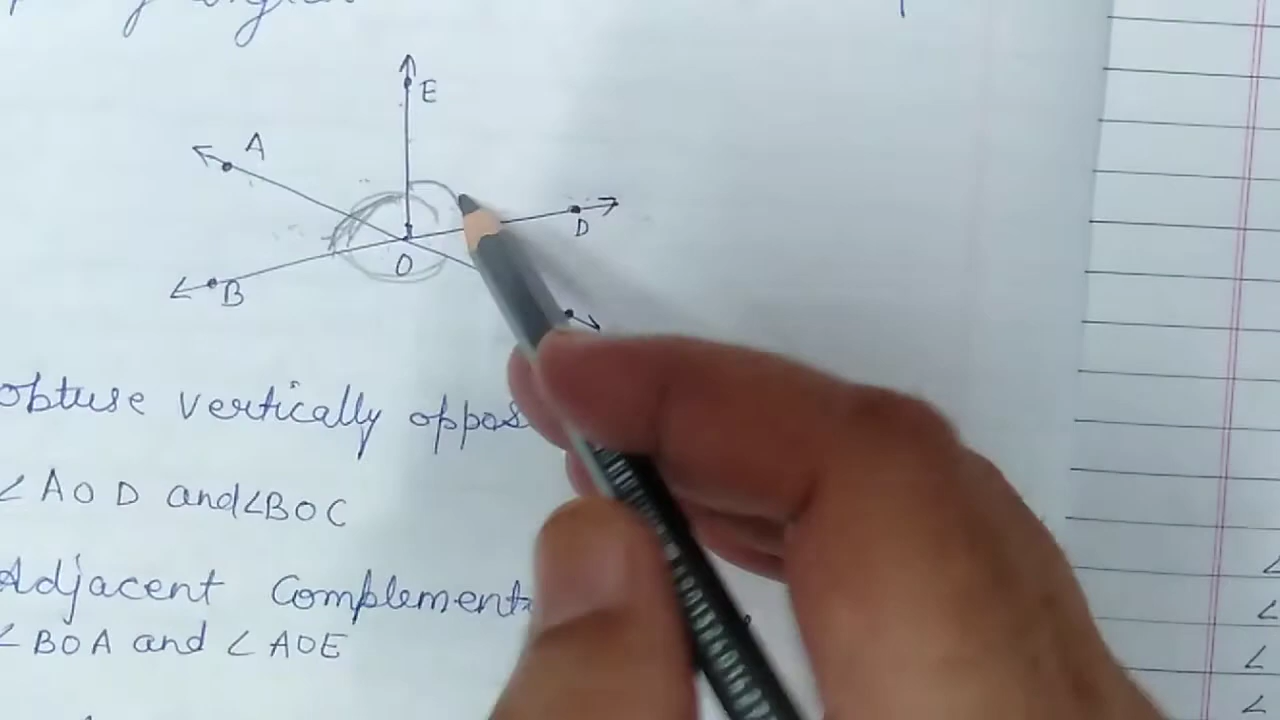 E
A
D
O
B
obtuse vertically oppos
∠AOD and ∠BOC
Adjacent Complement
∠BOA and ∠AOE
∠
∠
∠
∠